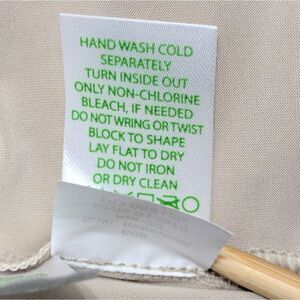 HAND WASH COLD
SEPARATELY
TURN INSIDE OUT
ONLY NON-CHLORINE
BLEACH, IF NEEDED
DO NOT WRING OR TWIST
BLOCK TO SHAPE
LAY FLAT TO DRY
DO NOT IRON
OR DRY CLEAN